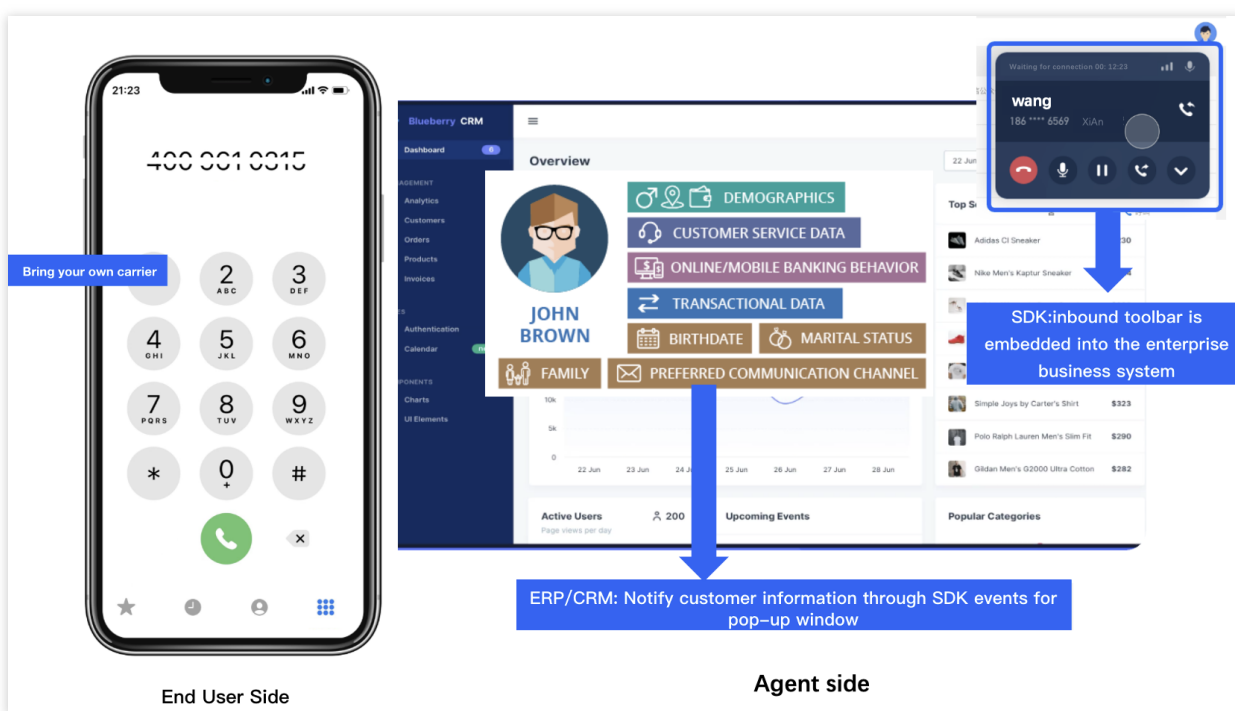 21:23
Bring your own carrier
2
ABC
3
DEF
4
GHI
5
JKL
6
MNO
7
PQRS
8
TUV
9
WXYZ
*
0
+
#
End User Side
Blueberry CRM
Dashboard
6
Analytics
Customers
Orders
Products
Invoices
Authentication
Calendar
Charts
UI Elements
Overview
22 Jun
JOHN
BROWN
DEMOGRAPHICS
CUSTOMER SERVICE DATA
ONLINE/MOBILE BANKING BEHAVIOR
TRANSACTIONAL DATA
BIRTHDATE
MARITAL STATUS
FAMILY
PREFERRED COMMUNICATION CHANNEL
10k
5k
0
22 Jun
23 Jun
24 J
25 Jun
26 Jun
27 Jun
28 Jun
Active Users
200
Page views per day
Upcoming Events
Top S
Adidas CI Sneaker
Nike Men's Kaptur Sneaker
Simple Joys by Carter's Shirt
$323
Polo Ralph Lauren Men's Slim Fit
$290
Gildan Men's G2000 Ultra Cotton
$282
Popular Categories
Waiting for connection 00: 12:23
wang
186 **** 6569 XiAn
SDK:inbound toolbar is
embedded into the enterprise
business system
ERP/CRM: Notify customer information through SDK events for
pop-up window
Agent side